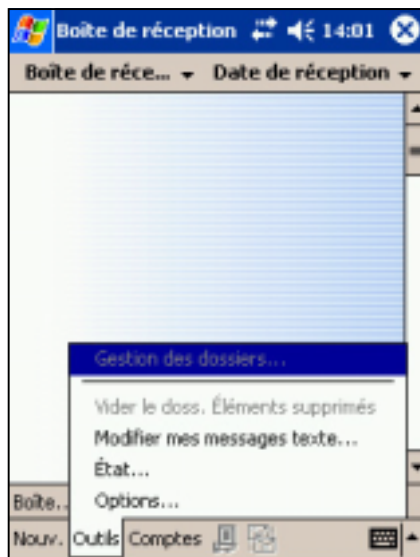 Boîte de réception 14:01
Boîte de réce... Date de réception
Gestion des dossiers...
Vider le doss. Éléments supprimés
Modifier mes messages texte...
État...
Options...
Boîte..
Nouv. Outils Comptes